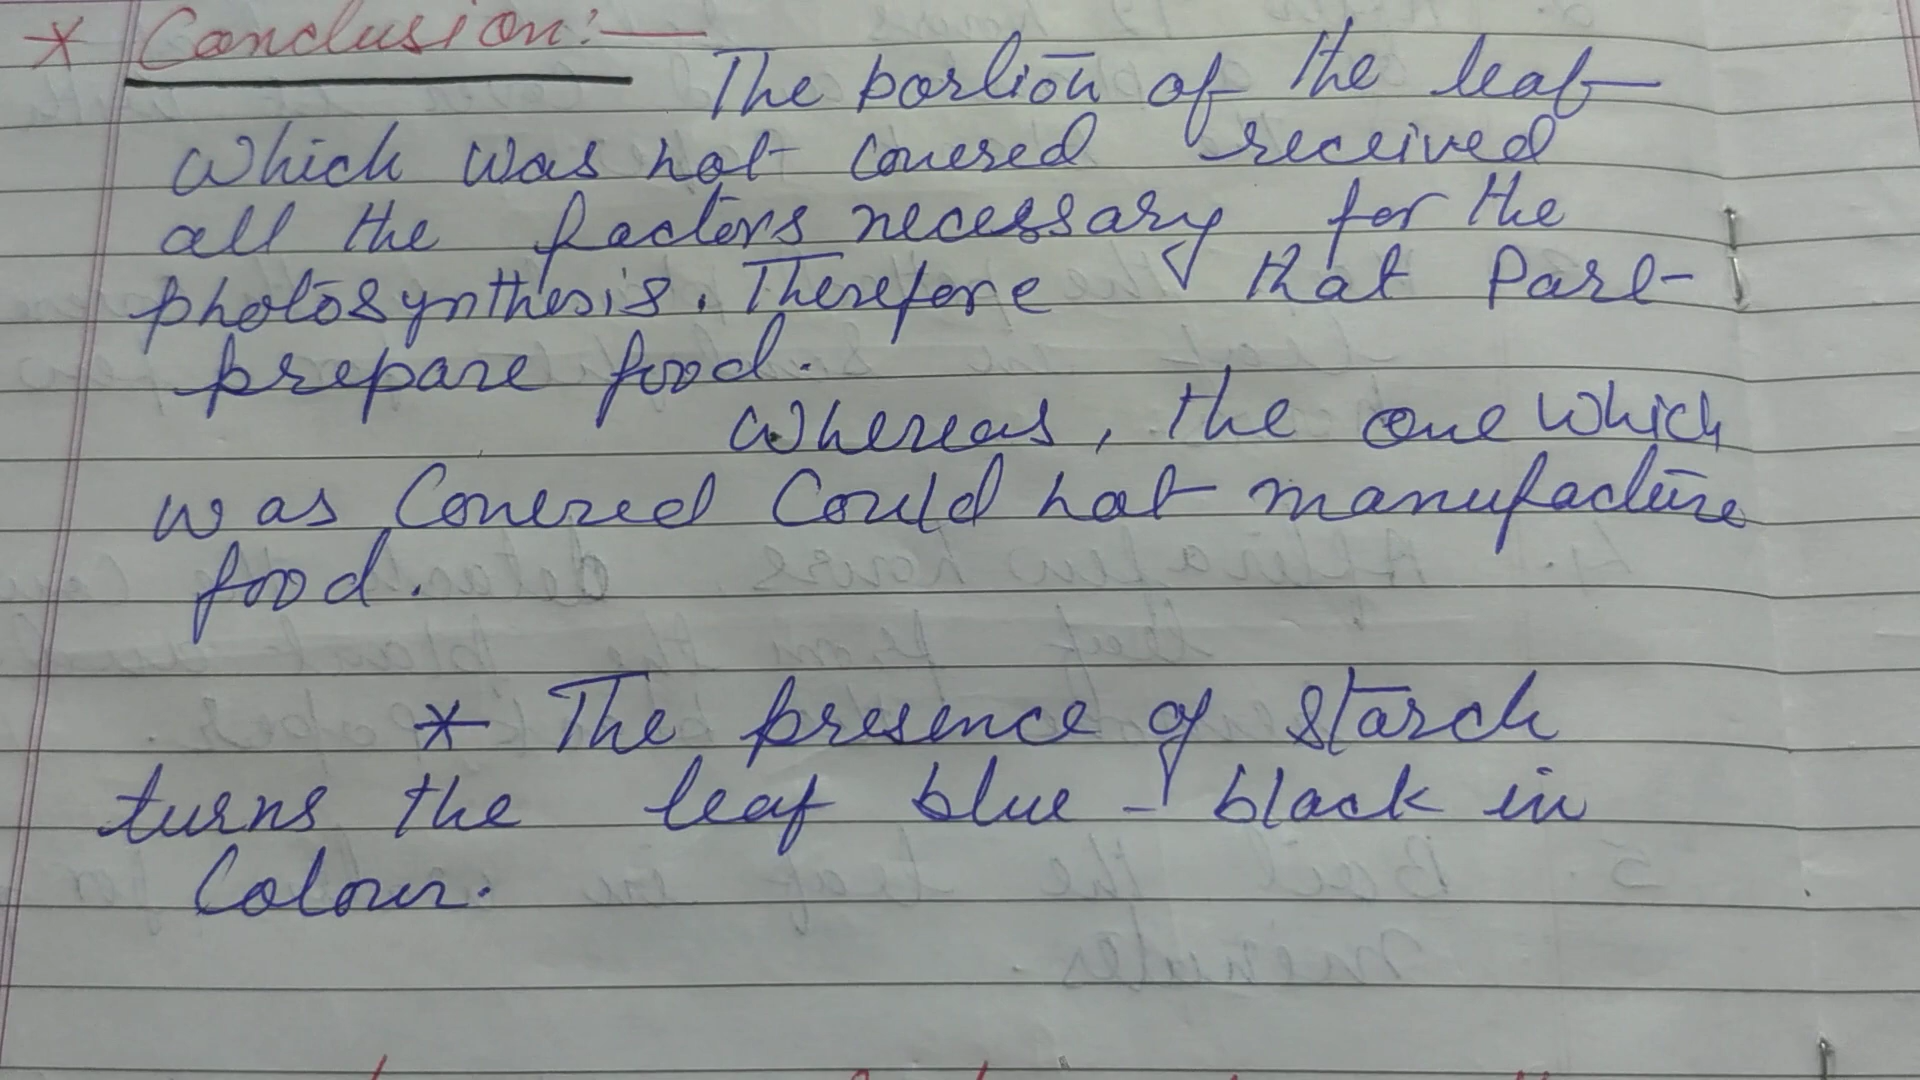 * Conclusion:—
The portion of the leaf
which was not covered received
all the factors necessary for the
photosynthesis. Therefore that Part
prepare food.
Whereas, the one which
was Covered Could not manufacture
food.
* The presence of Starch
turns the leaf blue - black in
Colour.